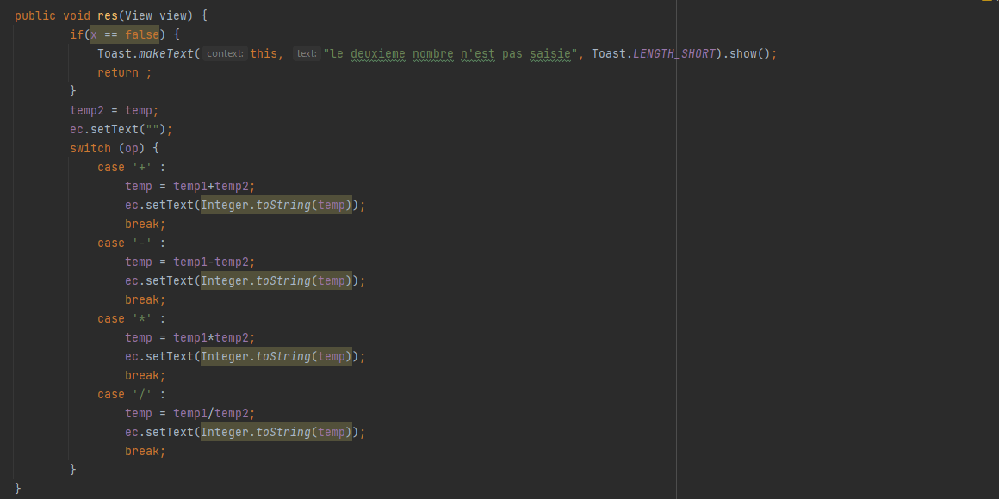 public void res(View view) {
if(x == false) {
Toast.makeText( context: this, text: "le deuxieme nombre n'est pas saisie", Toast.LENGTH_SHORT).show();
return ;
}
temp2 = temp;
ec.setText("");
switch (op) {
case '+' :
temp = temp1+temp2;
ec.setText(Integer.toString(temp));
break;
case '-' :
temp = temp1-temp2;
ec.setText(Integer.toString(temp));
break;
case '*' :
temp = temp1*temp2;
ec.setText(Integer.toString(temp));
break;
case '/' :
temp = temp1/temp2;
ec.setText(Integer.toString(temp));
break;
}
}